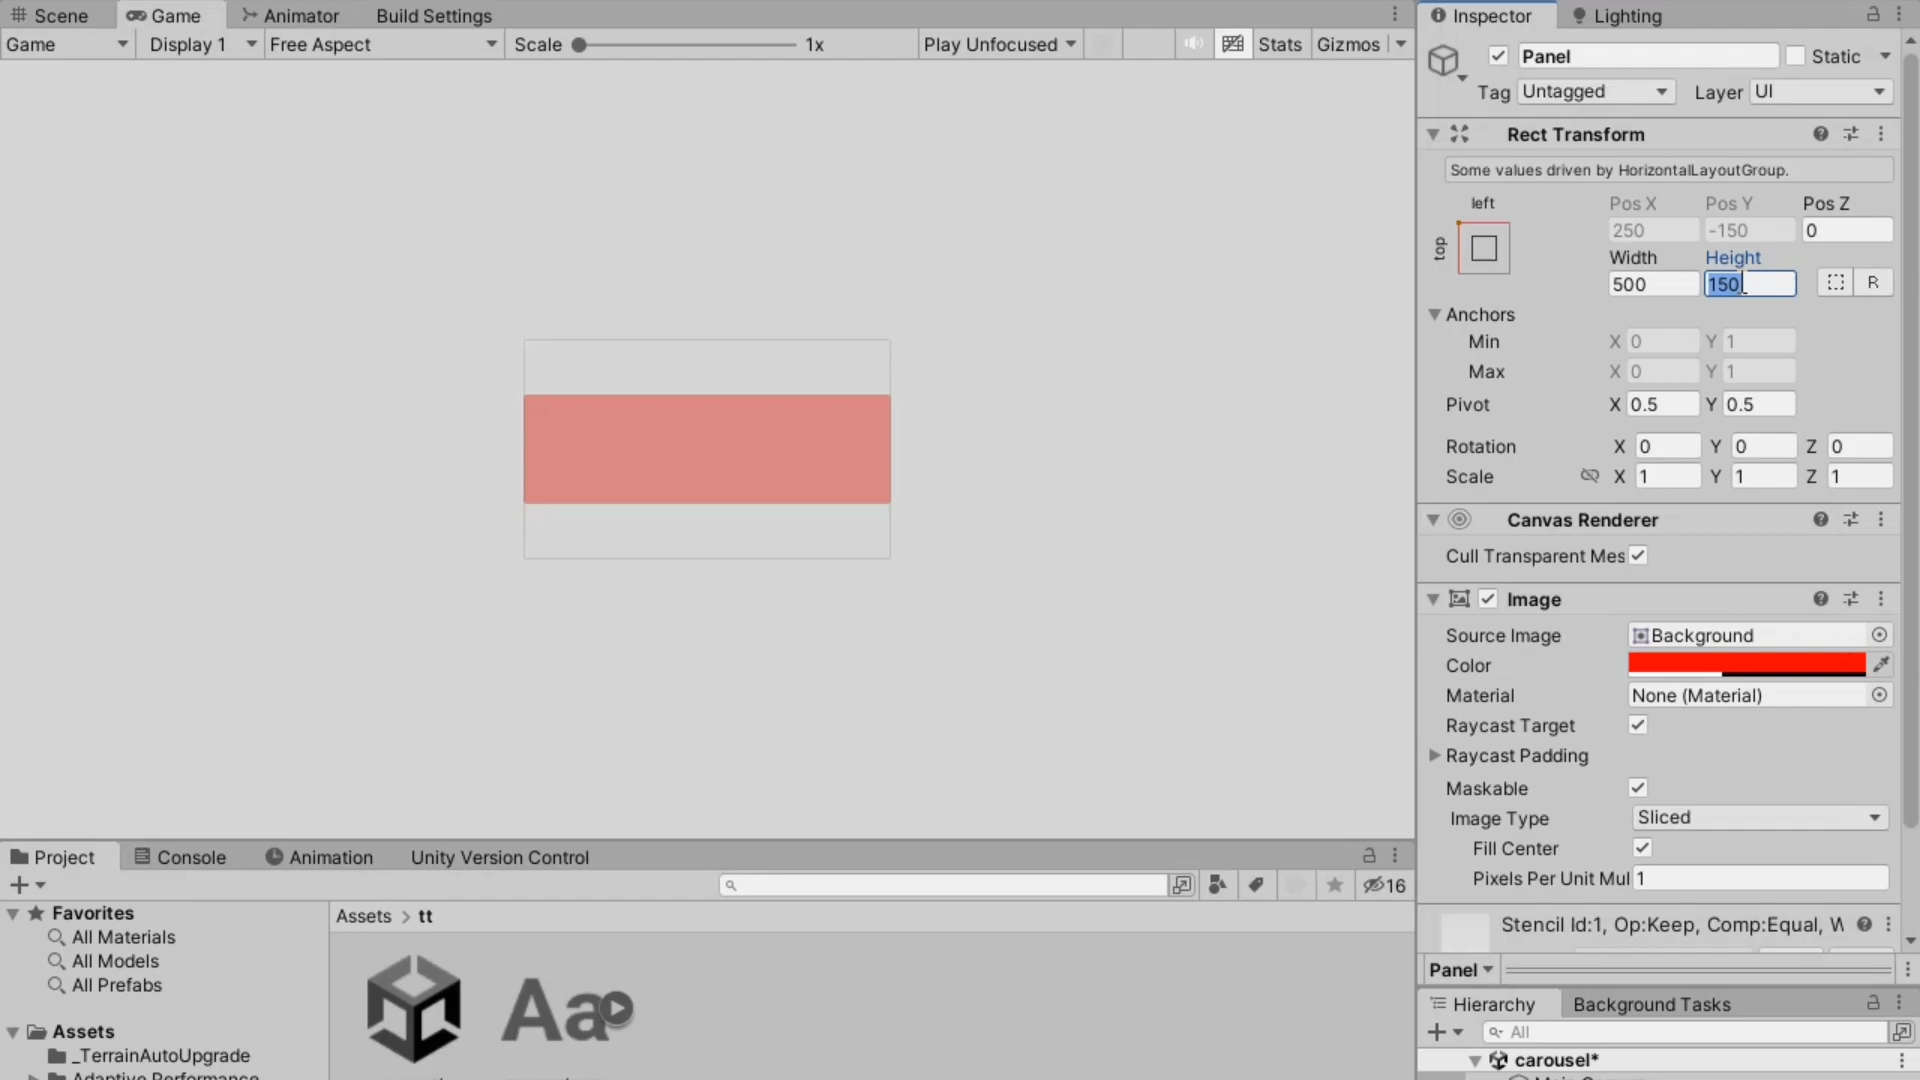 Scene Game Animator Build Settings
Game Display 1 Free Aspect Scale 1x Play Unfocused Stats Gizmos
Inspector Lighting
Panel Static
Tag Untagged Layer UI
Rect Transform
Some values driven by HorizontalLayoutGroup.
left
top
Pos X Pos Y Pos Z
250 -150 0
Width Height
500 150 R
Anchors
Min X 0 Y 1
Max X 0 Y 1
Pivot X 0.5 Y 0.5
Rotation X 0 Y 0 Z 0
Scale X 1 Y 1 Z 1
Canvas Renderer
Cull Transparent Mes
Image
Source Image Background
Color
Material None (Material)
Raycast Target
Raycast Padding
Maskable
Image Type Sliced
Fill Center
Pixels Per Unit Mul 1
Stencil Id:1, Op:Keep, Comp:Equal, W
Panel
Hierarchy Background Tasks
All
carousel*
Project Console Animation Unity Version Control
16
Favorites
All Materials
All Models
All Prefabs
Assets
_TerrainAutoUpgrade
Adaptive Performance
Assets > tt
Aa